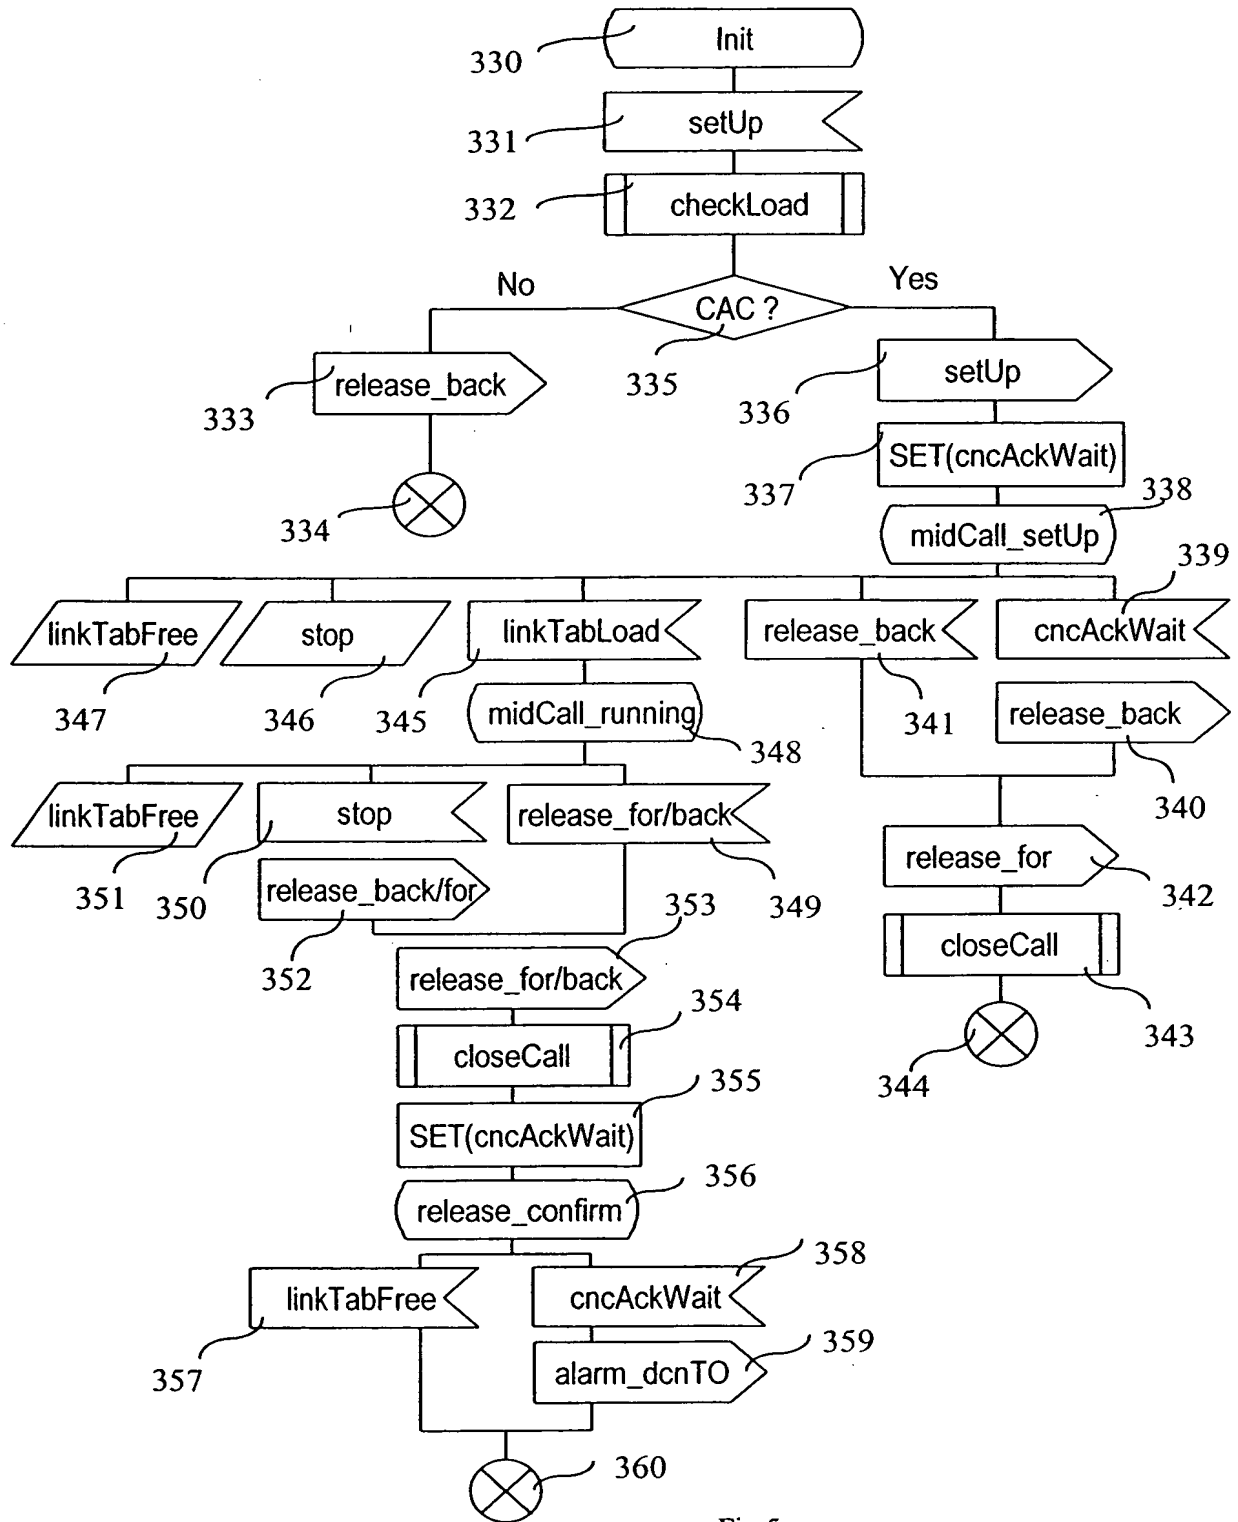 Init
330
setUp
331
checkLoad
332
No
Yes
CAC ?
335
release_back
333
334
setUp
336
SET(cncAckWait)
337
338
midCall_setUp
339
linkTabFree
stop
linkTabLoad
release_back
cncAckWait
347
346
345
341
midCall_running
348
release_back
340
linkTabFree
stop
release_for/back
351
350
349
release_back/for
352
353
release_for
342
release_for/back
closeCall
343
344
closeCall
354
355
SET(cncAckWait)
356
release_confirm
358
linkTabFree
cncAckWait
357
359
alarm_dcnTO
360